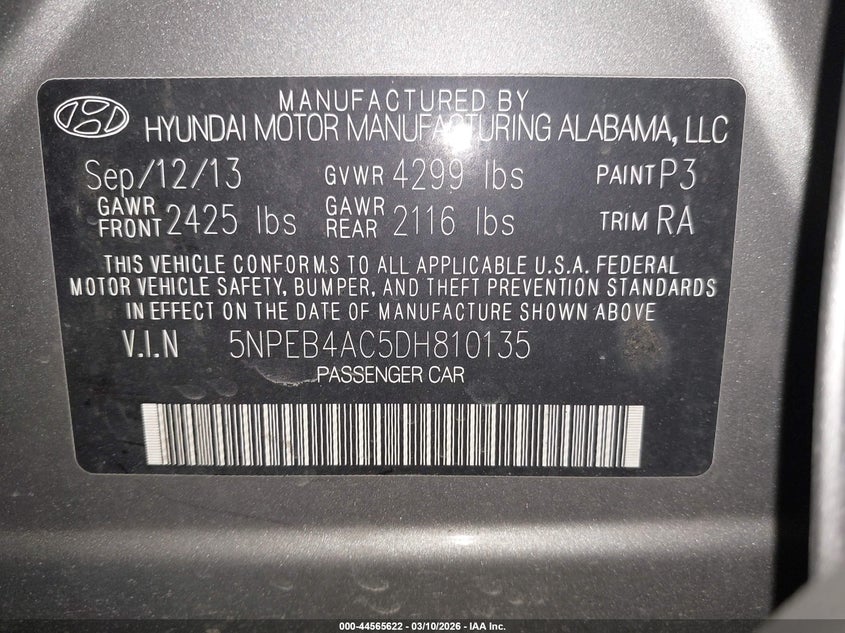 MANUFACTURED BY
HYUNDAI MOTOR MANUFACTURING ALABAMA, LLC
Sep/12/13 GVWR 4299 lbs PAINT P3
GAWR FRONT 2425 lbs GAWR REAR 2116 lbs TRIM RA
THIS VEHICLE CONFORMS TO ALL APPLICABLE U.S.A. FEDERAL
MOTOR VEHICLE SAFETY, BUMPER, AND THEFT PREVENTION STANDARDS
IN EFFECT ON THE DATE OF MANUFACTURE SHOWN ABOVE
V.I.N 5NPEB4AC5DH810135
PASSENGER CAR
000-44565622 - 03/10/2026 - IAA Inc.